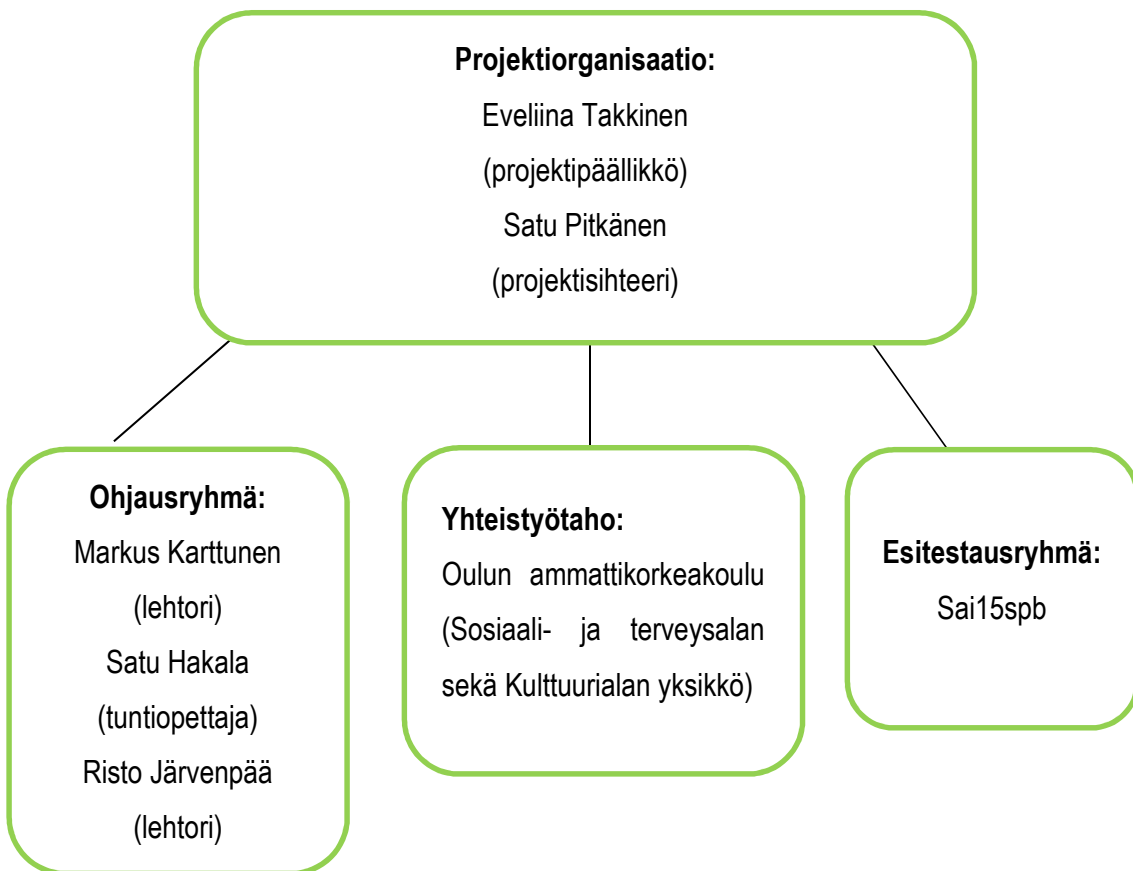 Projektiorganisaatio:
Eveliina Takkinen
(projektipäällikkö)
Satu Pitkänen
(projektisihteeri)
Ohjausryhmä:
Markus Karttunen
(lehtori)
Satu Hakala
(tuntiopettaja)
Risto Järvenpää
(lehtori)
Yhteistyötaho:
Oulun ammattikorkeakoulu
(Sosiaali- ja terveysalan
sekä Kulttuurialan yksikkö)
Esitestausryhmä:
Sai15spb